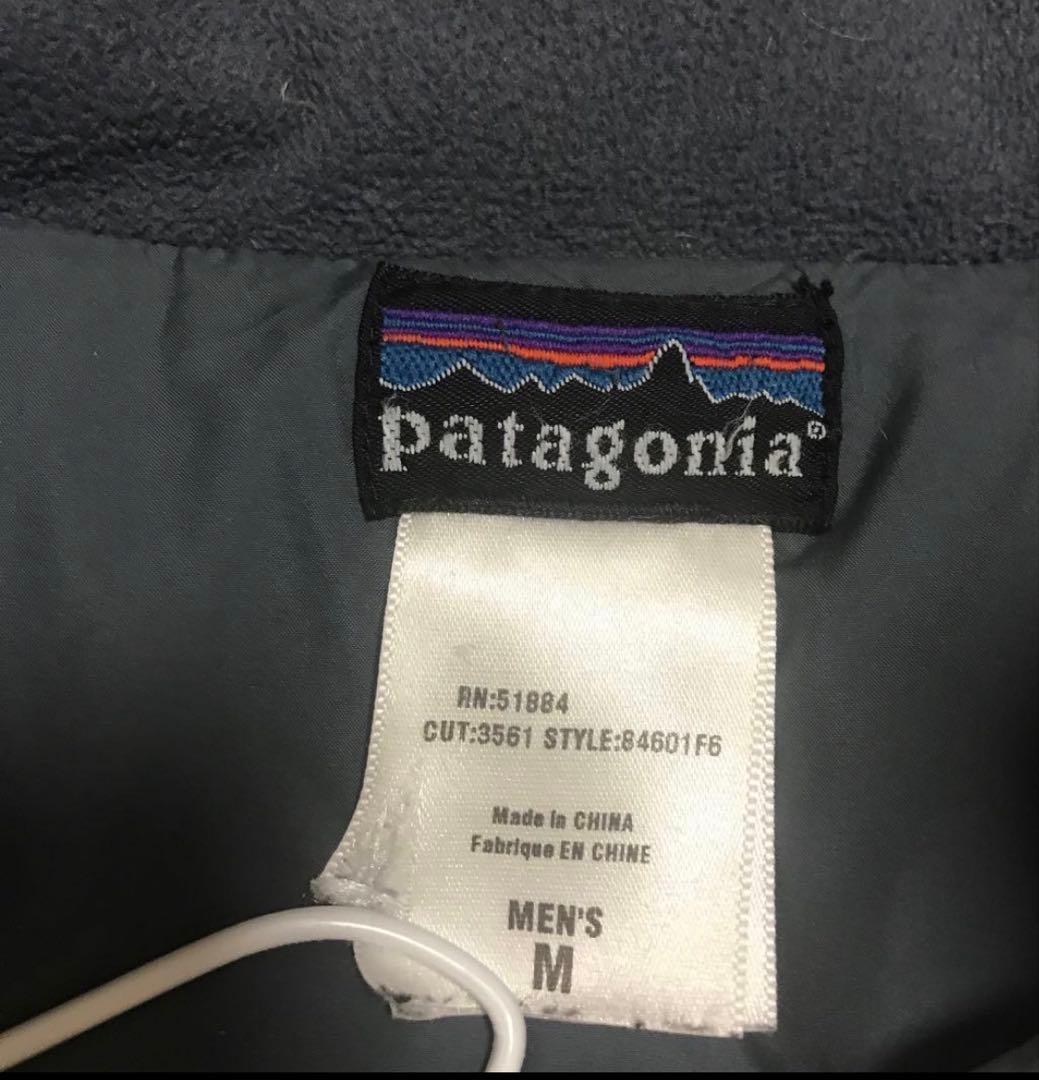 patagonia®
RN:51884
CUT:3561 STYLE:84601F6
Made in CHINA
Fabrique EN CHINE
MEN'S
M